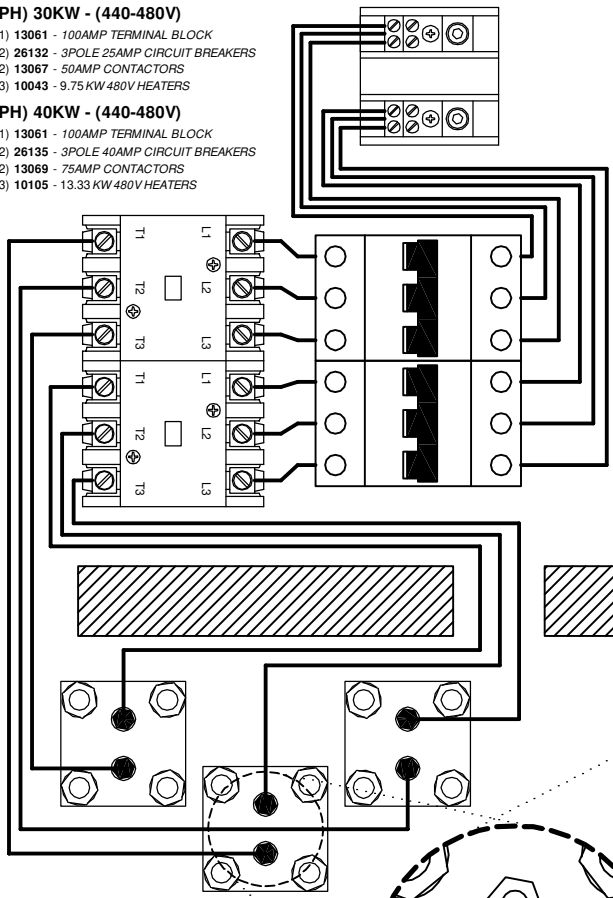 PH) 30KW - (440-480V)
1) 13061 - 100AMP TERMINAL BLOCK
2) 26132 - 3POLE 25AMP CIRCUIT BREAKERS
2) 13067 - 50AMP CONTACTORS
3) 10043 - 9.75 KW 480V HEATERS
PH) 40KW - (440-480V)
1) 13061 - 100AMP TERMINAL BLOCK
2) 26135 - 3POLE 40AMP CIRCUIT BREAKERS
2) 13069 - 75AMP CONTACTORS
3) 10105 - 13.33 KW 480V HEATERS
T1 L1
T2 L2
T3 L3
T1 L1
T2 L2
T3 L3